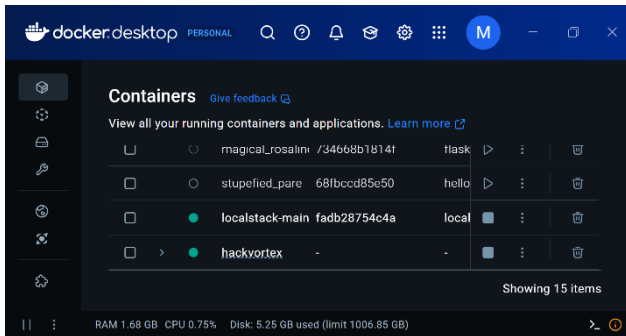 docker.desktop PERSONAL M
Containers Give feedback
View all your running containers and applications. Learn more
magical_rosalin 734668b1814f flask
stupefied_pare 68fbccd85e50 hello
localstack-main fadb28754c4a local
hackvortex - -
Showing 15 items
RAM 1.68 GB CPU 0.75% Disk: 5.25 GB used (limit 1006.85 GB)